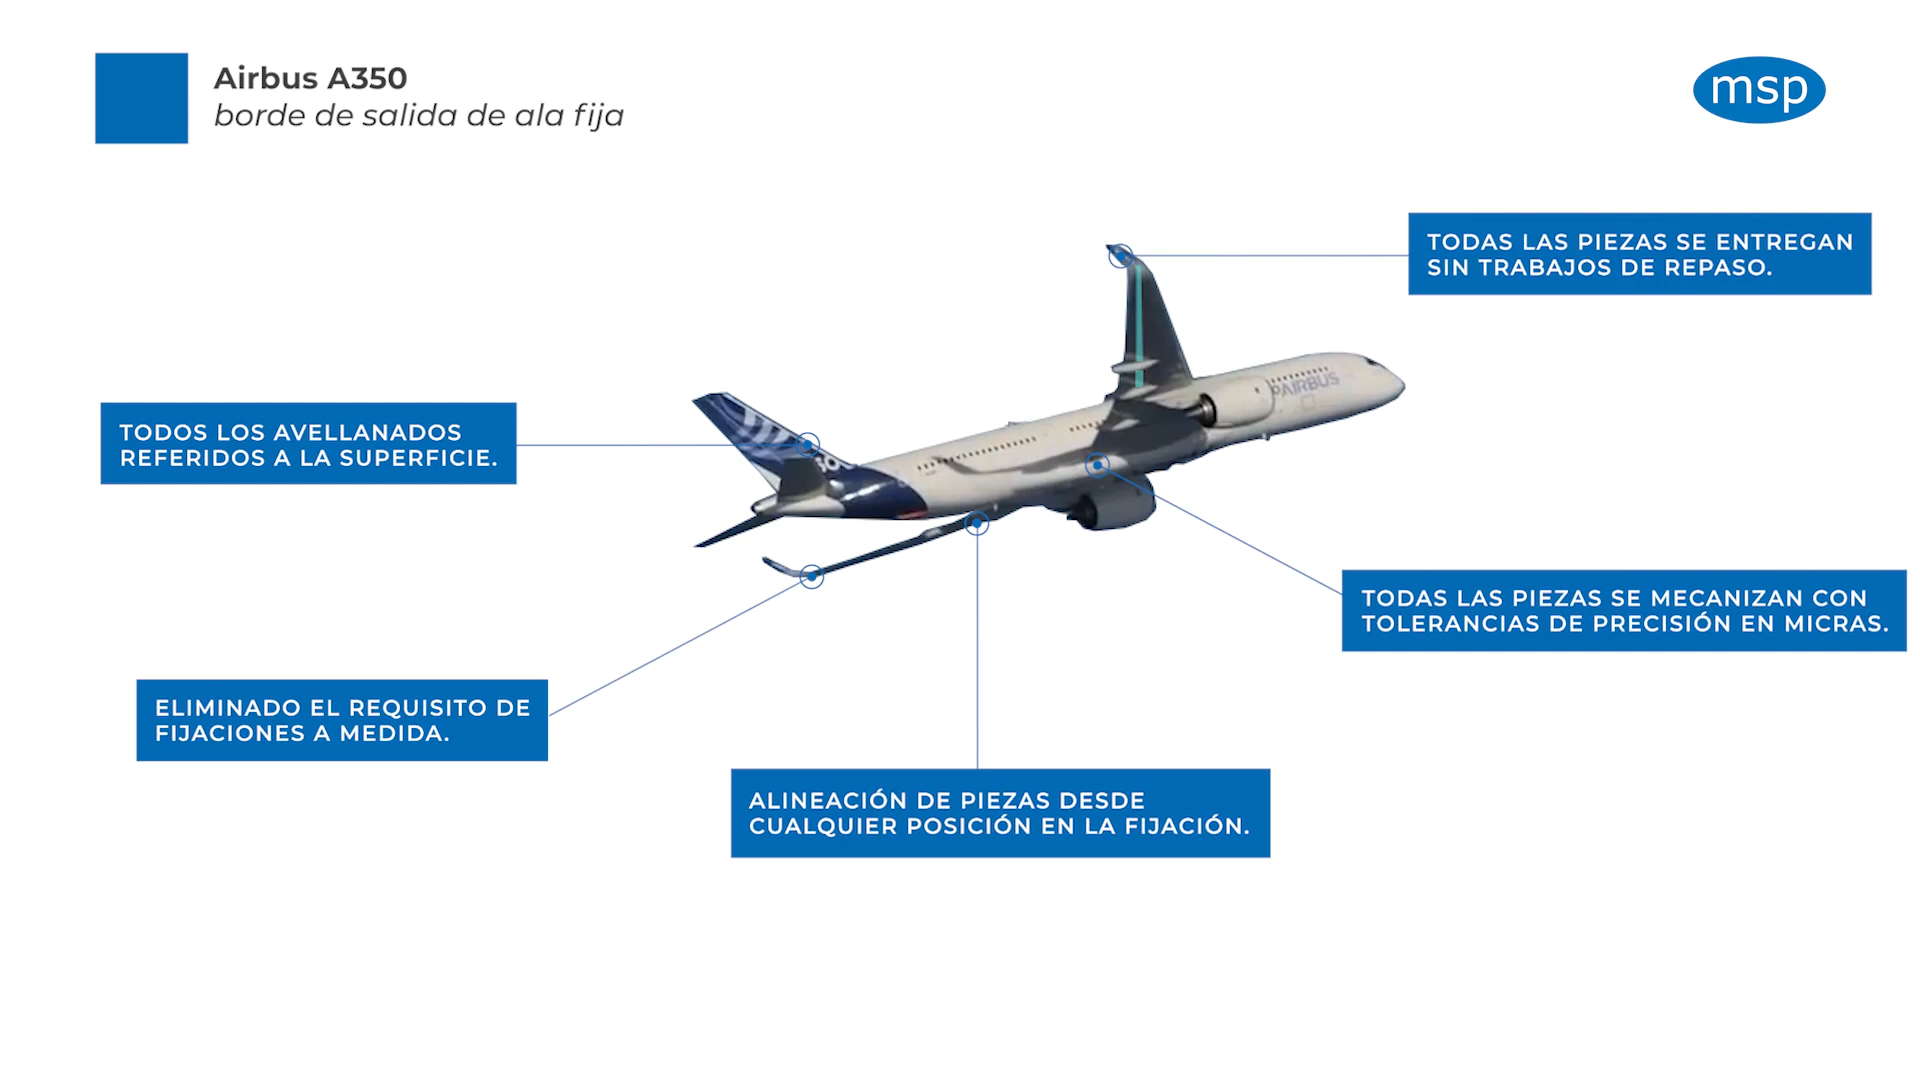 Airbus A350
borde de salida de ala fija
msp
TODAS LAS PIEZAS SE ENTREGAN
SIN TRABAJOS DE REPASO.
AIRBUS
TODOS LOS AVELLANADOS
REFERIDOS A LA SUPERFICIE.
TODAS LAS PIEZAS SE MECANIZAN CON
TOLERANCIAS DE PRECISIÓN EN MICRAS.
ELIMINADO EL REQUISITO DE
FIJACIONES A MEDIDA.
ALINEACIÓN DE PIEZAS DESDE
CUALQUIER POSICIÓN EN LA FIJACIÓN.